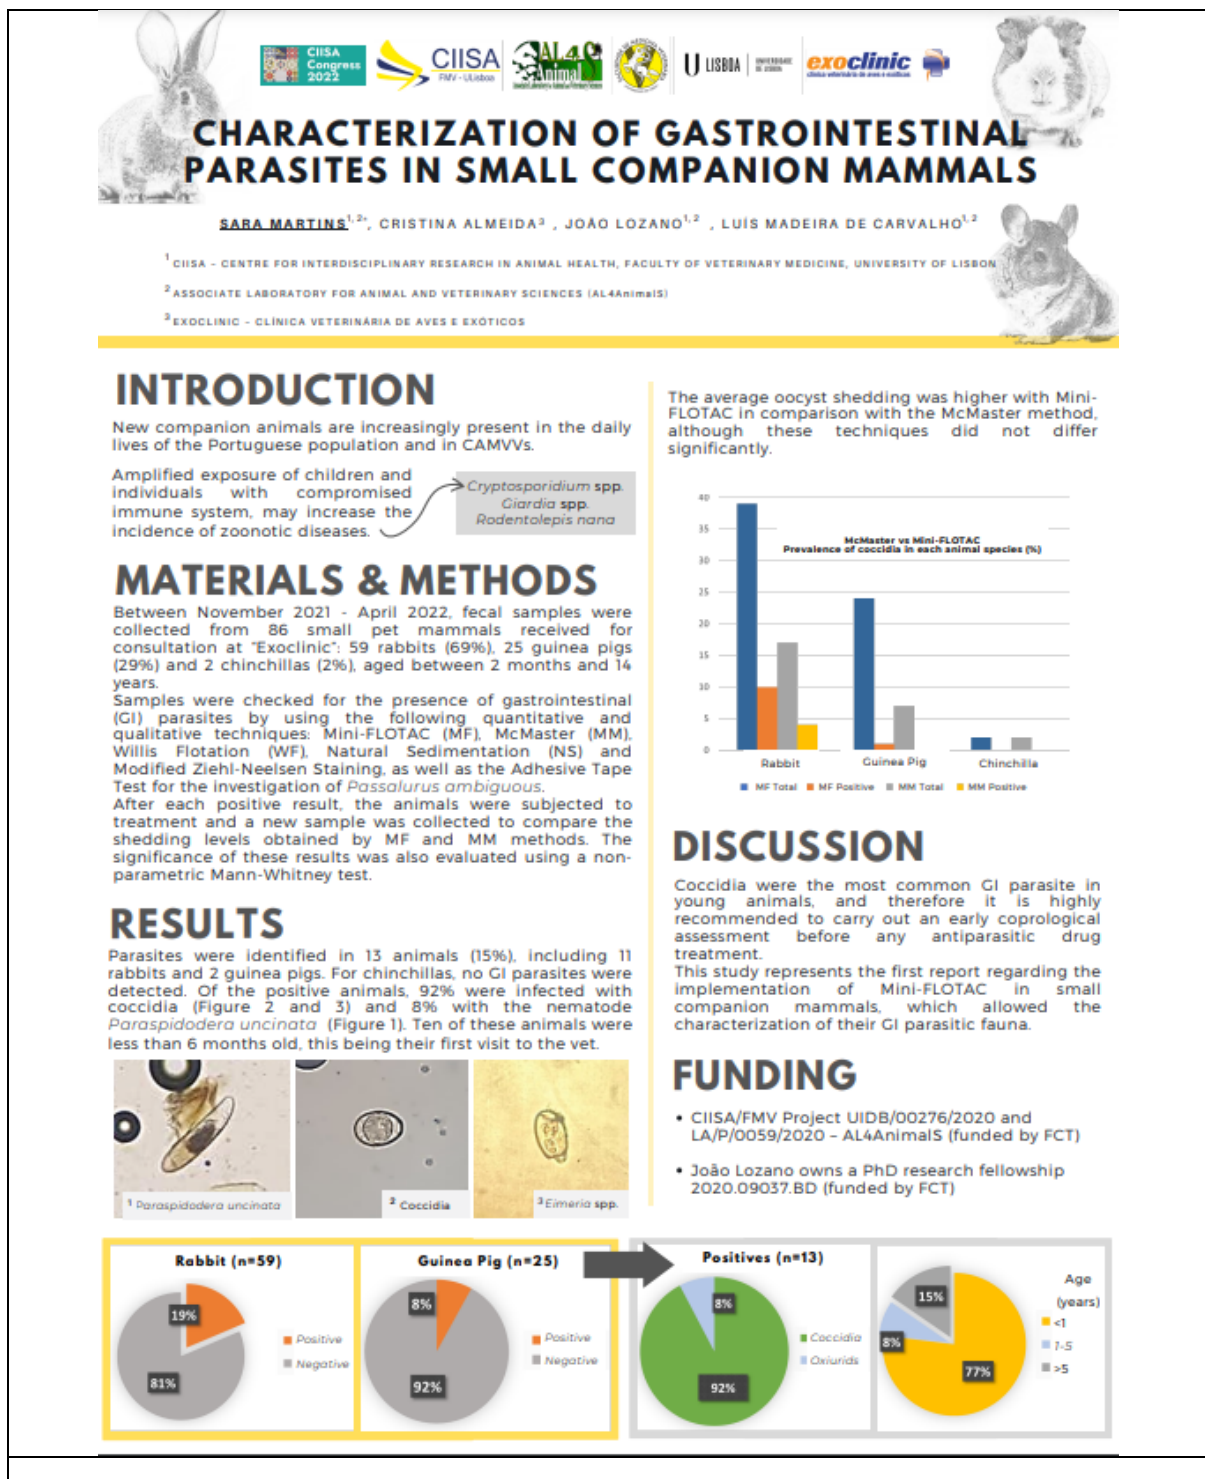 CIISA
Congress
2022
CIISA
FMV - ULisboa
AL4
Animal
U LISBOA | UNIVERSIDADE
DE LISBOA
exoclinic
clínica veterinária de aves e exóticos
CHARACTERIZATION OF GASTROINTESTINAL
PARASITES IN SMALL COMPANION MAMMALS
SARA MARTINS1,2*, CRISTINA ALMEIDA3 , JOÃO LOZANO1,2 , LUÍS MADEIRA DE CARVALHO1,2
1 CIISA – CENTRE FOR INTERDISCIPLINARY RESEARCH IN ANIMAL HEALTH, FACULTY OF VETERINARY MEDICINE, UNIVERSITY OF LISBON
2 ASSOCIATE LABORATORY FOR ANIMAL AND VETERINARY SCIENCES (AL4AnimalS)
3 EXOCLINIC – CLÍNICA VETERINÁRIA DE AVES E EXÓTICOS
INTRODUCTION
New companion animals are increasingly present in the daily
lives of the Portuguese population and in CAMVVs.
Amplified exposure of children and
individuals with compromised
immune system, may increase the
incidence of zoonotic diseases.
Cryptosporidium spp.
Giardia spp.
Rodentolepis nana
MATERIALS & METHODS
Between November 2021 - April 2022, fecal samples were
collected from 86 small pet mammals received for
consultation at "Exoclinic": 59 rabbits (69%), 25 guinea pigs
(29%) and 2 chinchillas (2%), aged between 2 months and 14
years.
Samples were checked for the presence of gastrointestinal
(GI) parasites by using the following quantitative and
qualitative techniques: Mini-FLOTAC (MF), McMaster (MM),
Willis Flotation (WF), Natural Sedimentation (NS) and
Modified Ziehl-Neelsen Staining, as well as the Adhesive Tape
Test for the investigation of Passalurus ambiguous.
After each positive result, the animals were subjected to
treatment and a new sample was collected to compare the
shedding levels obtained by MF and MM methods. The
significance of these results was also evaluated using a non-
parametric Mann-Whitney test.
RESULTS
Parasites were identified in 13 animals (15%), including 11
rabbits and 2 guinea pigs. For chinchillas, no GI parasites were
detected. Of the positive animals, 92% were infected with
coccidia (Figure 2 and 3) and 8% with the nematode
Paraspidodera uncinata (Figure 1). Ten of these animals were
less than 6 months old, this being their first visit to the vet.
1 Paraspidodera uncinata
2 Coccidia
3 Eimeria spp.
The average oocyst shedding was higher with Mini-
FLOTAC in comparison with the McMaster method,
although these techniques did not differ
significantly.
McMaster vs Mini-FLOTAC
Prevalence of coccidia in each animal species (%)
40
35
30
25
20
15
10
5
0
Rabbit Guinea Pig Chinchilla
MF Total MF Positive MM Total MM Positive
DISCUSSION
Coccidia were the most common GI parasite in
young animals, and therefore it is highly
recommended to carry out an early coprological
assessment before any antiparasitic drug
treatment.
This study represents the first report regarding the
implementation of Mini-FLOTAC in small
companion mammals, which allowed the
characterization of their GI parasitic fauna.
FUNDING
• CIISA/FMV Project UIDB/00276/2020 and
LA/P/0059/2020 – AL4AnimalS (funded by FCT)
• João Lozano owns a PhD research fellowship
2020.09037.BD (funded by FCT)
Rabbit (n=59)
19%
81%
Positive
Negative
Guinea Pig (n=25)
8%
92%
Positive
Negative
Positives (n=13)
8%
92%
Coccidia
Oxiurids
15%
8%
77%
Age
(years)
<1
1-5
>5